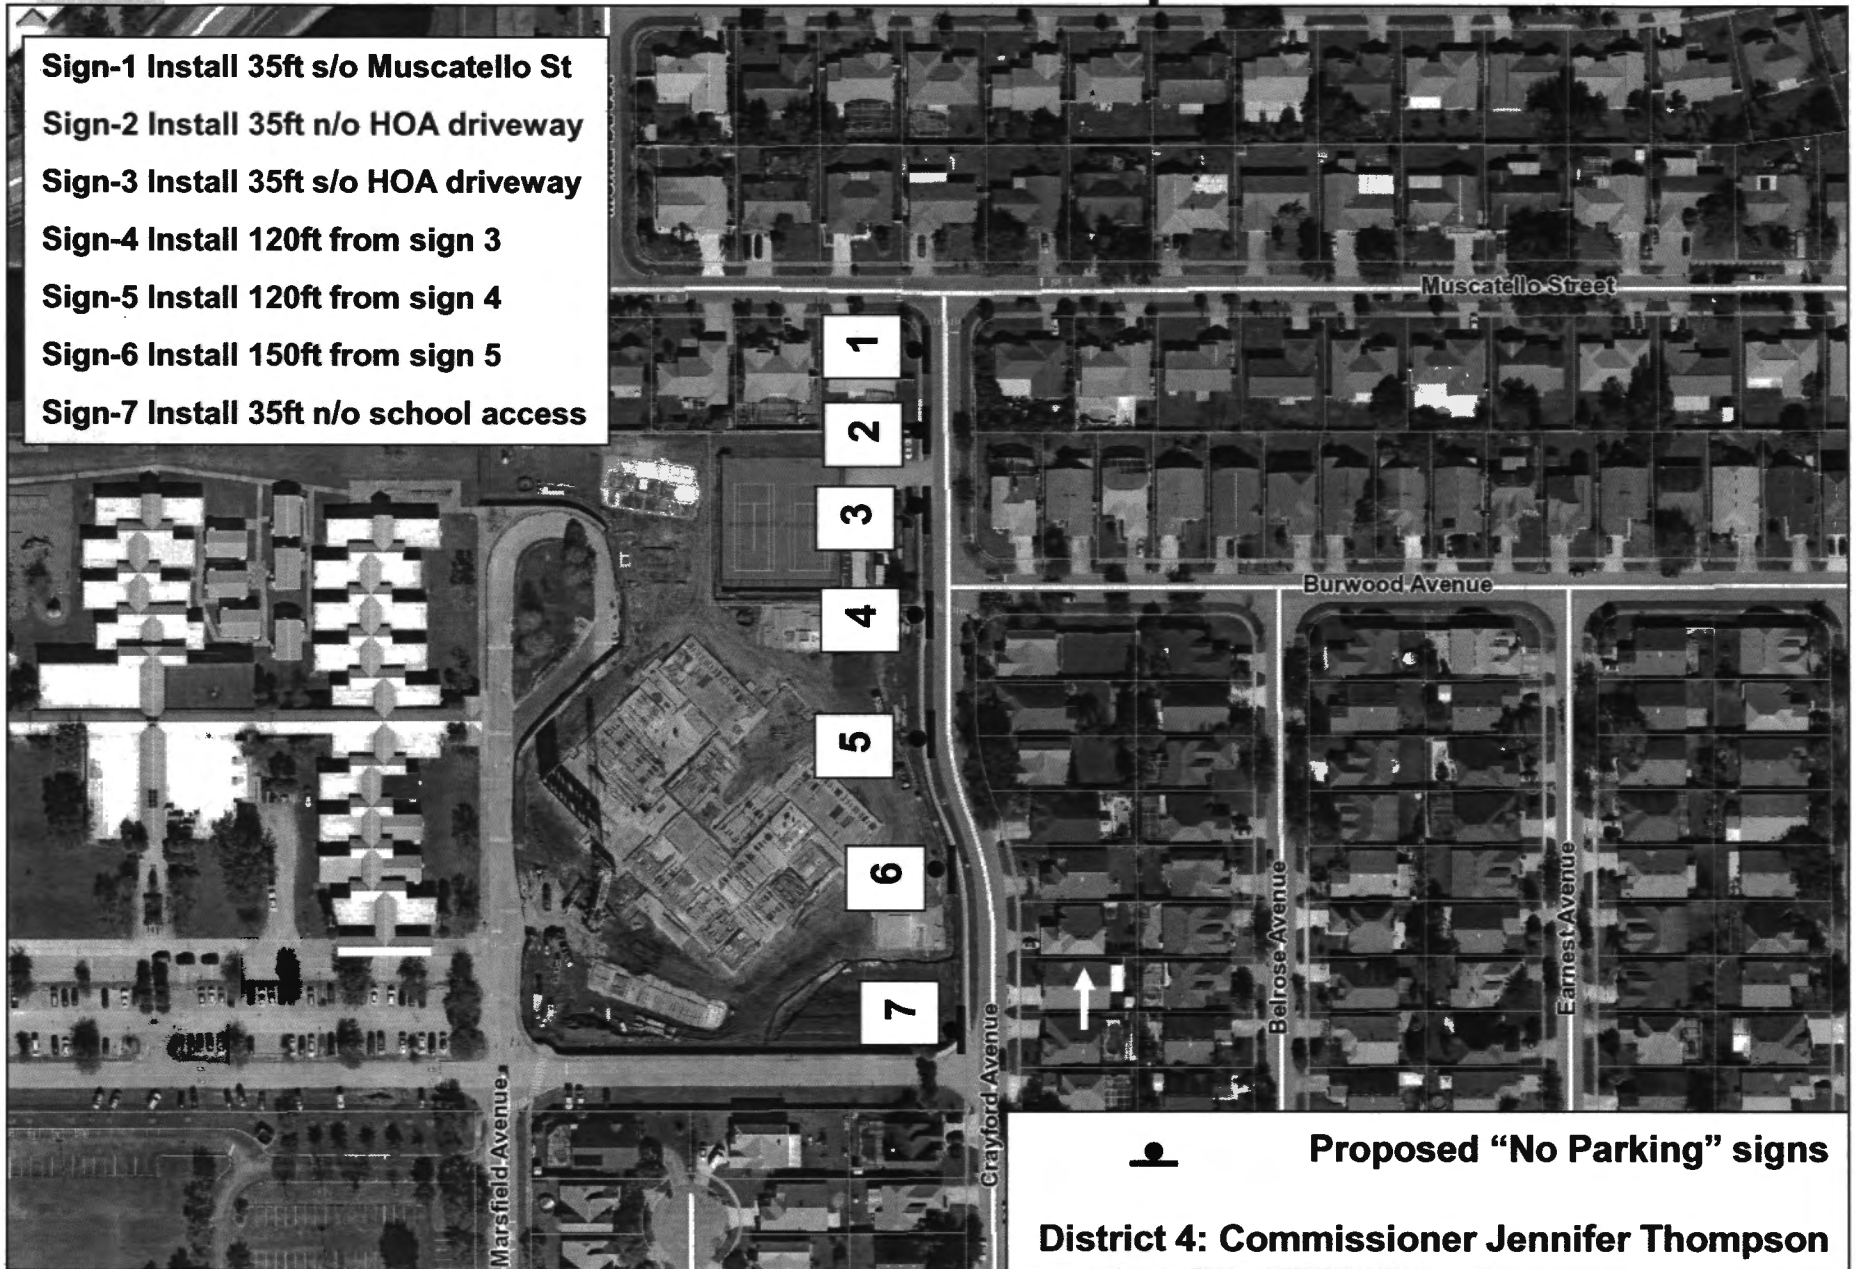 Sign-1 Install 35ft s/o Muscatello St
Sign-2 Install 35ft n/o HOA driveway
Sign-3 Install 35ft s/o HOA driveway
Sign-4 Install 120ft from sign 3
Sign-5 Install 120ft from sign 4
Sign-6 Install 150ft from sign 5
Sign-7 Install 35ft n/o school access
Muscatello Street
1
2
3
Burwood Avenue
4
5
6
7
Belrose Avenue
Earnest Avenue
Crayford Avenue
Marsfield Avenue
Proposed “No Parking” signs
District 4: Commissioner Jennifer Thompson